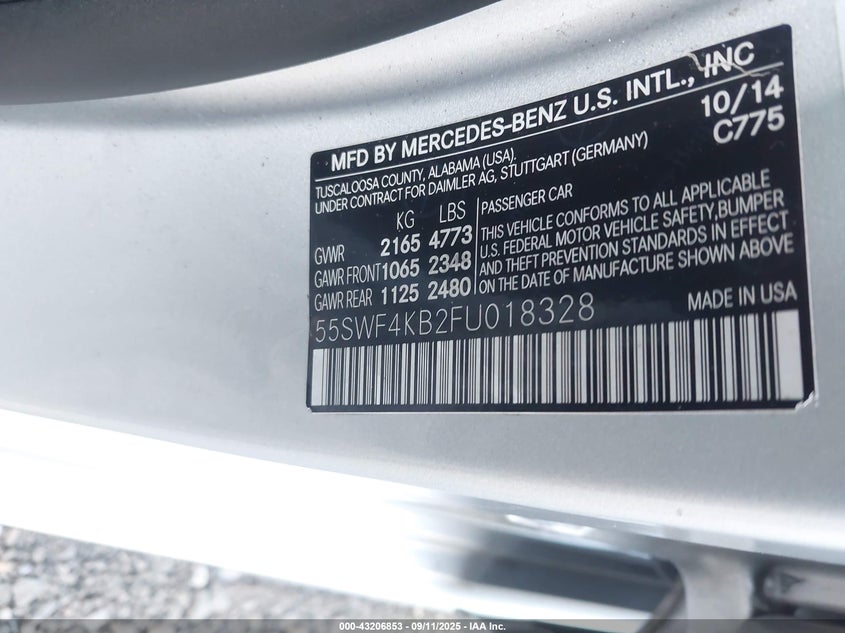 MFD BY MERCEDES-BENZ U.S. INTL., INC
TUSCALOOSA COUNTY, ALABAMA (USA).
UNDER CONTRACT FOR DAIMLER AG, STUTTGART (GERMANY)
10/14
C775
KG LBS
GVWR 2165 4773
GAWR FRONT 1065 2348
GAWR REAR 1125 2480
PASSENGER CAR
THIS VEHICLE CONFORMS TO ALL APPLICABLE
U.S. FEDERAL MOTOR VEHICLE SAFETY, BUMPER
AND THEFT PREVENTION STANDARDS IN EFFECT
ON THE DATE OF MANUFACTURE SHOWN ABOVE
55SWF4KB2FU018328
MADE IN USA
000-43206853 - 09/11/2025 - IAA Inc.